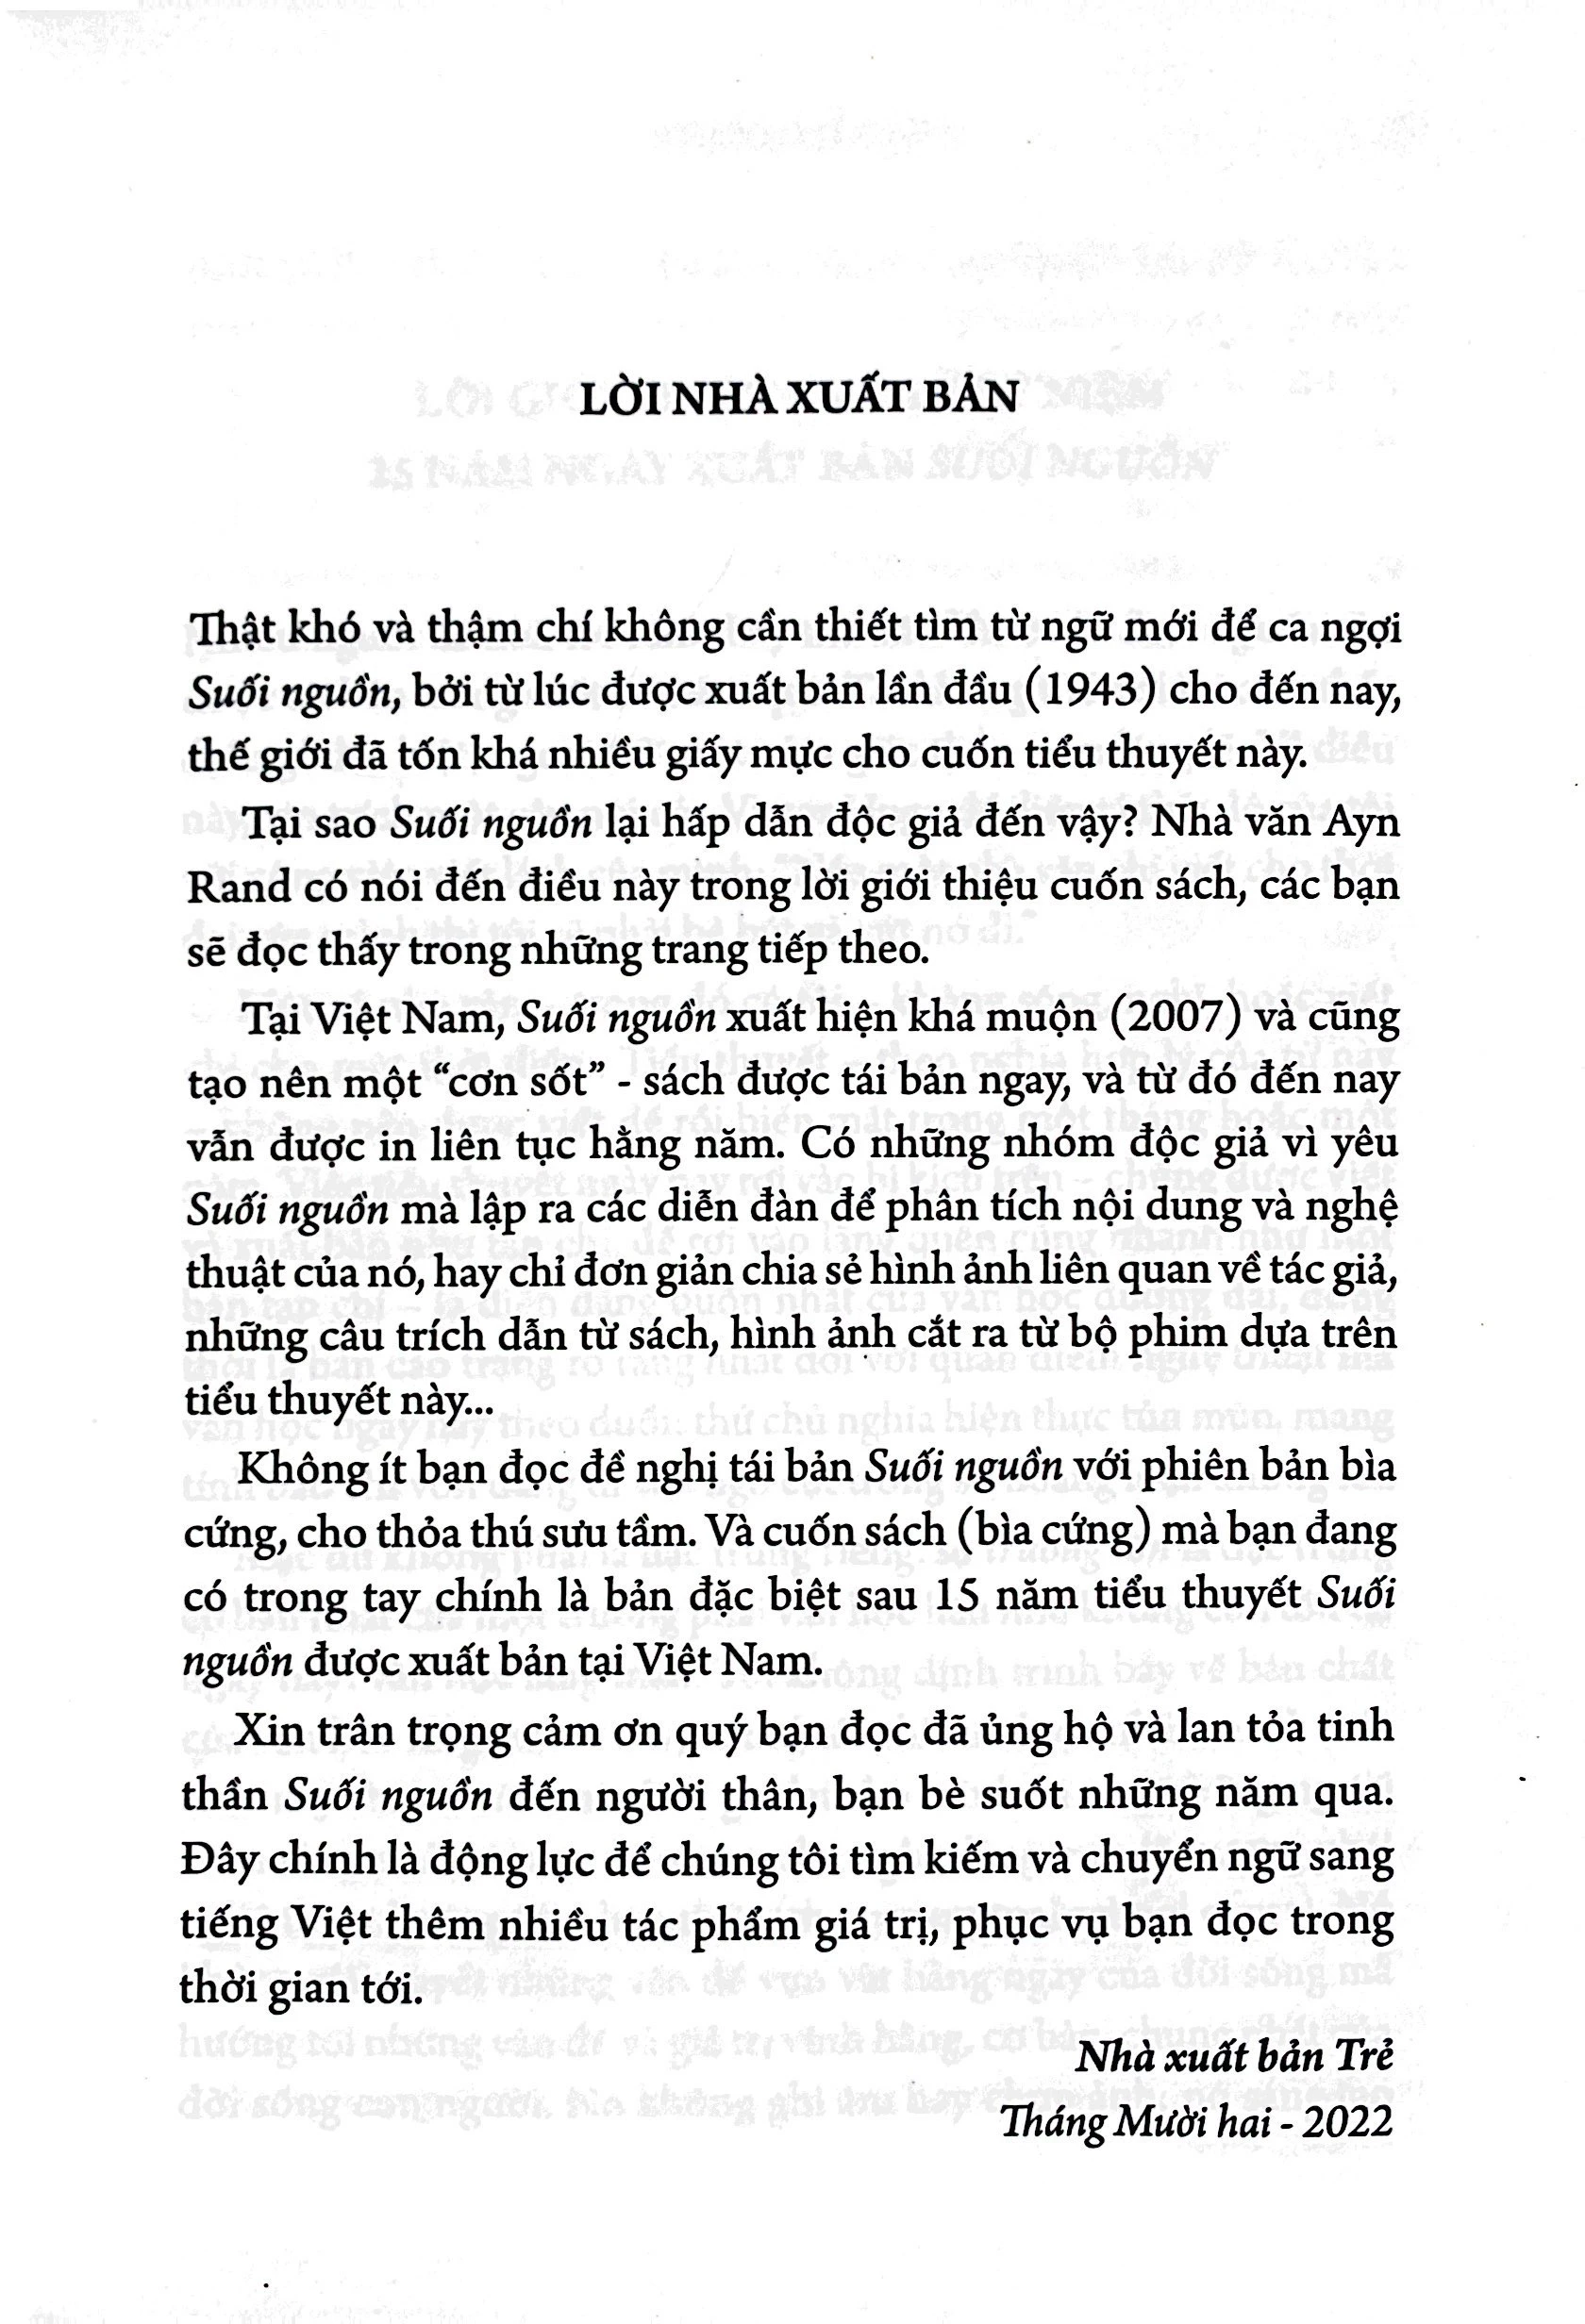 LỜI NHÀ XUẤT BẢN
Thật khó và thậm chí không cần thiết tìm từ ngữ mới để ca ngợi
Suối nguồn, bởi từ lúc được xuất bản lần đầu (1943) cho đến nay,
thế giới đã tốn khá nhiều giấy mực cho cuốn tiểu thuyết này.
Tại sao Suối nguồn lại hấp dẫn độc giả đến vậy? Nhà văn Ayn
Rand có nói đến điều này trong lời giới thiệu cuốn sách, các bạn
sẽ đọc thấy trong những trang tiếp theo.
Tại Việt Nam, Suối nguồn xuất hiện khá muộn (2007) và cũng
tạo nên một “cơn sốt” - sách được tái bản ngay, và từ đó đến nay
vẫn được in liên tục hằng năm. Có những nhóm độc giả vì yêu
Suối nguồn mà lập ra các diễn đàn để phân tích nội dung và nghệ
thuật của nó, hay chỉ đơn giản chia sẻ hình ảnh liên quan về tác giả,
những câu trích dẫn từ sách, hình ảnh cắt ra từ bộ phim dựa trên
tiểu thuyết này...
Không ít bạn đọc đề nghị tái bản Suối nguồn với phiên bản bìa
cứng, cho thỏa thú sưu tầm. Và cuốn sách (bìa cứng) mà bạn đang
có trong tay chính là bản đặc biệt sau 15 năm tiểu thuyết Suối
nguồn được xuất bản tại Việt Nam.
Xin trân trọng cảm ơn quý bạn đọc đã ủng hộ và lan tỏa tinh
thần Suối nguồn đến người thân, bạn bè suốt những năm qua.
Đây chính là động lực để chúng tôi tìm kiếm và chuyển ngữ sang
tiếng Việt thêm nhiều tác phẩm giá trị, phục vụ bạn đọc trong
thời gian tới.
Nhà xuất bản Trẻ
Tháng Mười hai - 2022